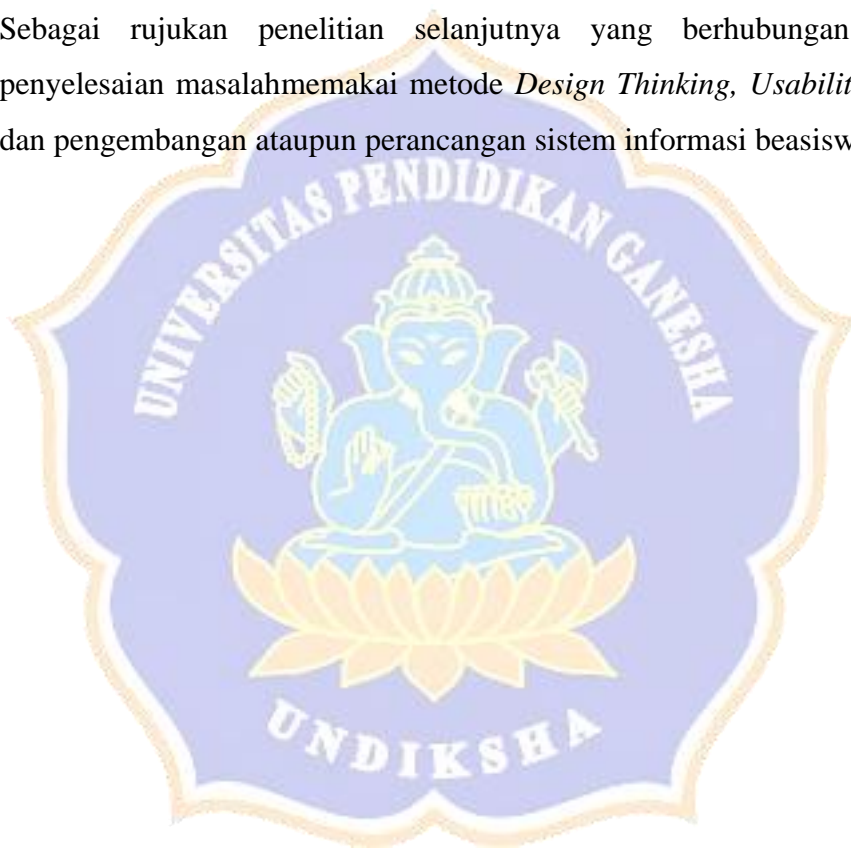 Sebagai rujukan penelitian selanjutnya yang berhubungan
penyelesaian masalahmemakai metode Design Thinking, Usabilit
dan pengembangan ataupun perancangan sistem informasi beasisw
UNIVERSITAS PENDIDIKAN GANESHA
UNDIKSHA